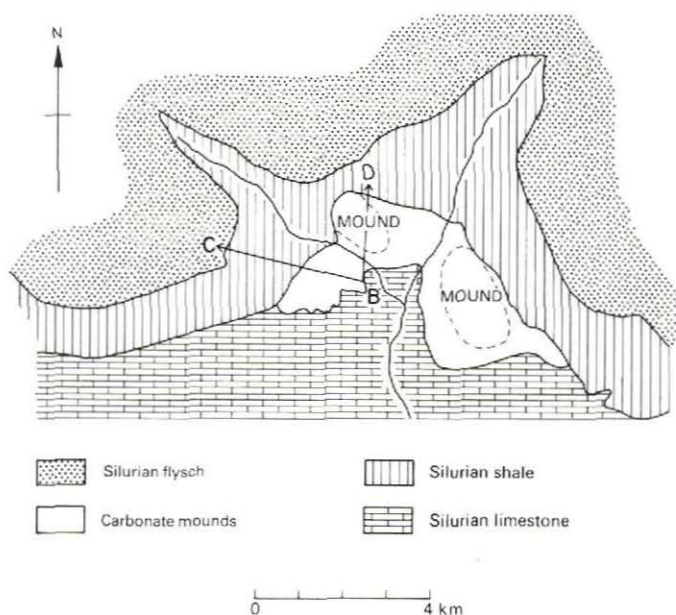 N
D
MOUND
C
B
MOUND
Silurian flysch
Silurian shale
Carbonate mounds
Silurian limestone
0 4 km